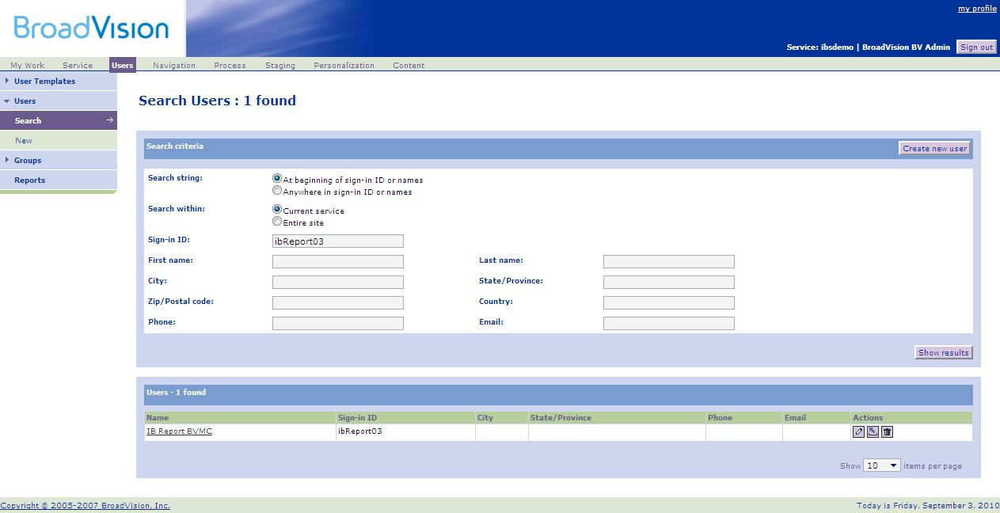 my profile
BroadVision
Service: ibsdemo | BroadVision BV Admin Sign out
My Work Service Users Navigation Process Staging Personalization Content
User Templates
Users
Search
New
Groups
Reports
Search Users : 1 found
Search criteria Create new user
Search string: At beginning of sign-in ID or names
Anywhere in sign-in ID or names
Search within: Current service
Entire site
Sign-in ID: ibReport03
First name: Last name:
City: State/Province:
Zip/Postal code: Country:
Phone: Email:
Show results
Users - 1 found
Name Sign-in ID City State/Province Phone Email Actions
IB Report BVMC ibReport03
Show 10 items per page
Copyright © 2005-2007 BroadVision, Inc. Today is Friday, September 3, 2010